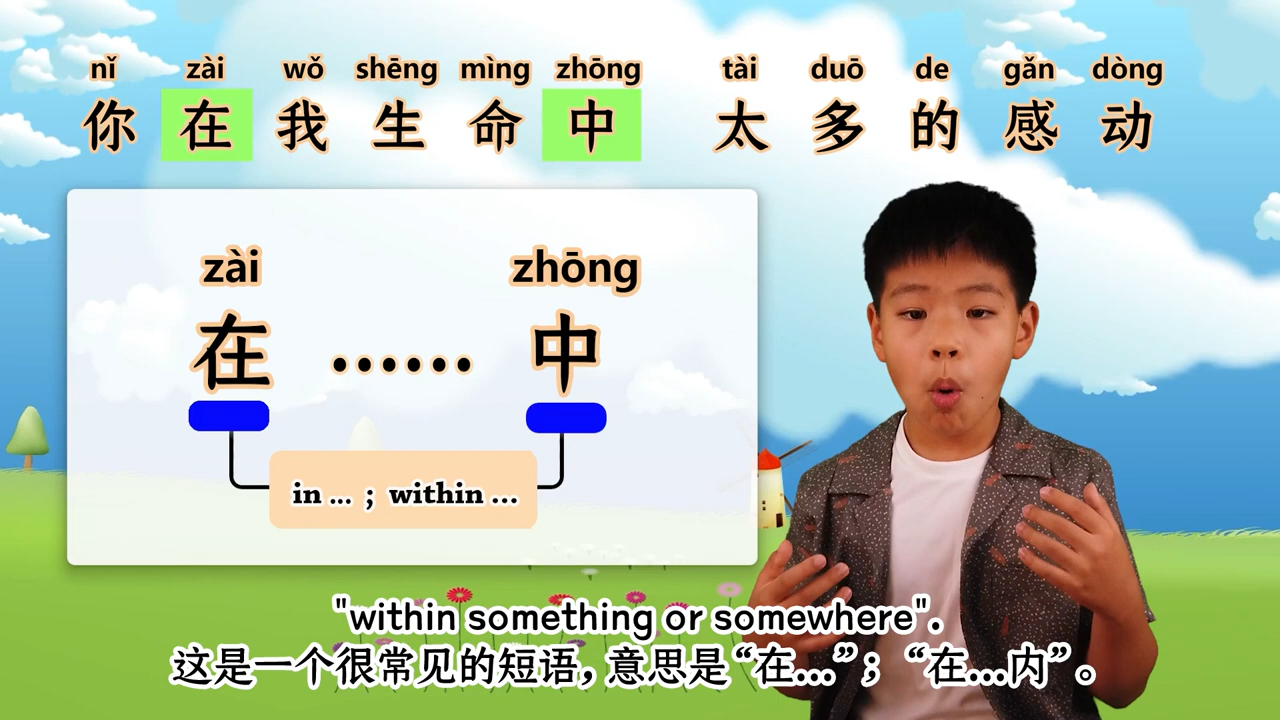 nǐ zài wǒ shēng mìng zhōng tài duō de gǎn dòng
你在我生命中 太多的感动
zài zhōng
在 …… 中
in ... ; within ...
"within something or somewhere".
这是一个很常见的短语，意思是“在...”；“在...内”。